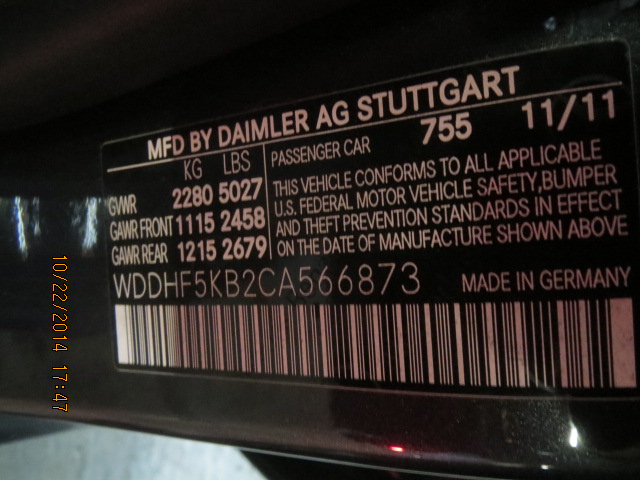 MFD BY DAIMLER AG STUTTGART
KG LBS
GVWR 2280 5027
GAWR FRONT 1115 2458
GAWR REAR 1215 2679
PASSENGER CAR 755 11/11
THIS VEHICLE CONFORMS TO ALL APPLICABLE
U.S. FEDERAL MOTOR VEHICLE SAFETY,BUMPER
AND THEFT PREVENTION STANDARDS IN EFFECT
ON THE DATE OF MANUFACTURE SHOWN ABOVE
WDDHF5KB2CA566873 MADE IN GERMANY
10/22/2014 17:47